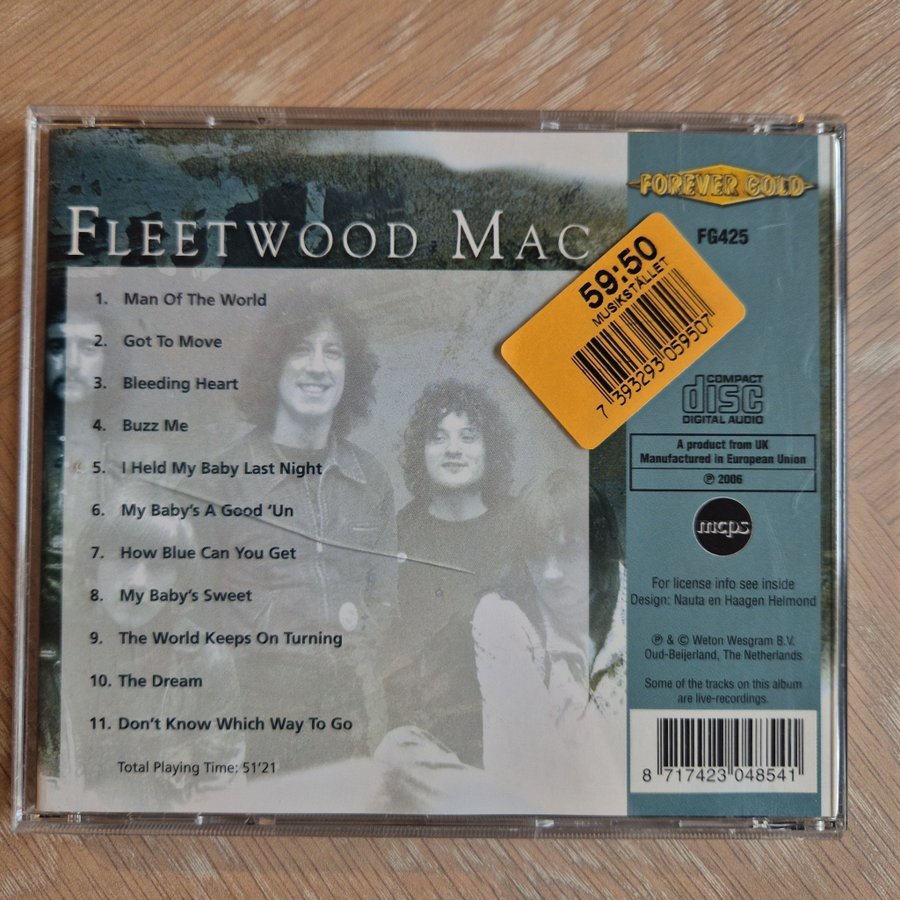 FLEETWOOD MAC
1. Man Of The World
2. Got To Move
3. Bleeding Heart
4. Buzz Me
5. I Held My Baby Last Night
6. My Baby's A Good 'Un
7. How Blue Can You Get
8. My Baby's Sweet
9. The World Keeps On Turning
10. The Dream
11. Don't Know Which Way To Go
Total Playing Time: 51'21
FOREVER GOLD
FG425
59:50
MUSIKSTÄLLET
7 393293 059507
COMPACT
disc
DIGITAL AUDIO
A product from UK
Manufactured in European Union
℗ 2006
mcps
For license info see inside
Design: Nauta en Haagen Helmond
℗ & © Weton Wesgram B.V.
Oud-Beijerland, The Netherlands
Some of the tracks on this album
are live-recordings.
8 717423 048541